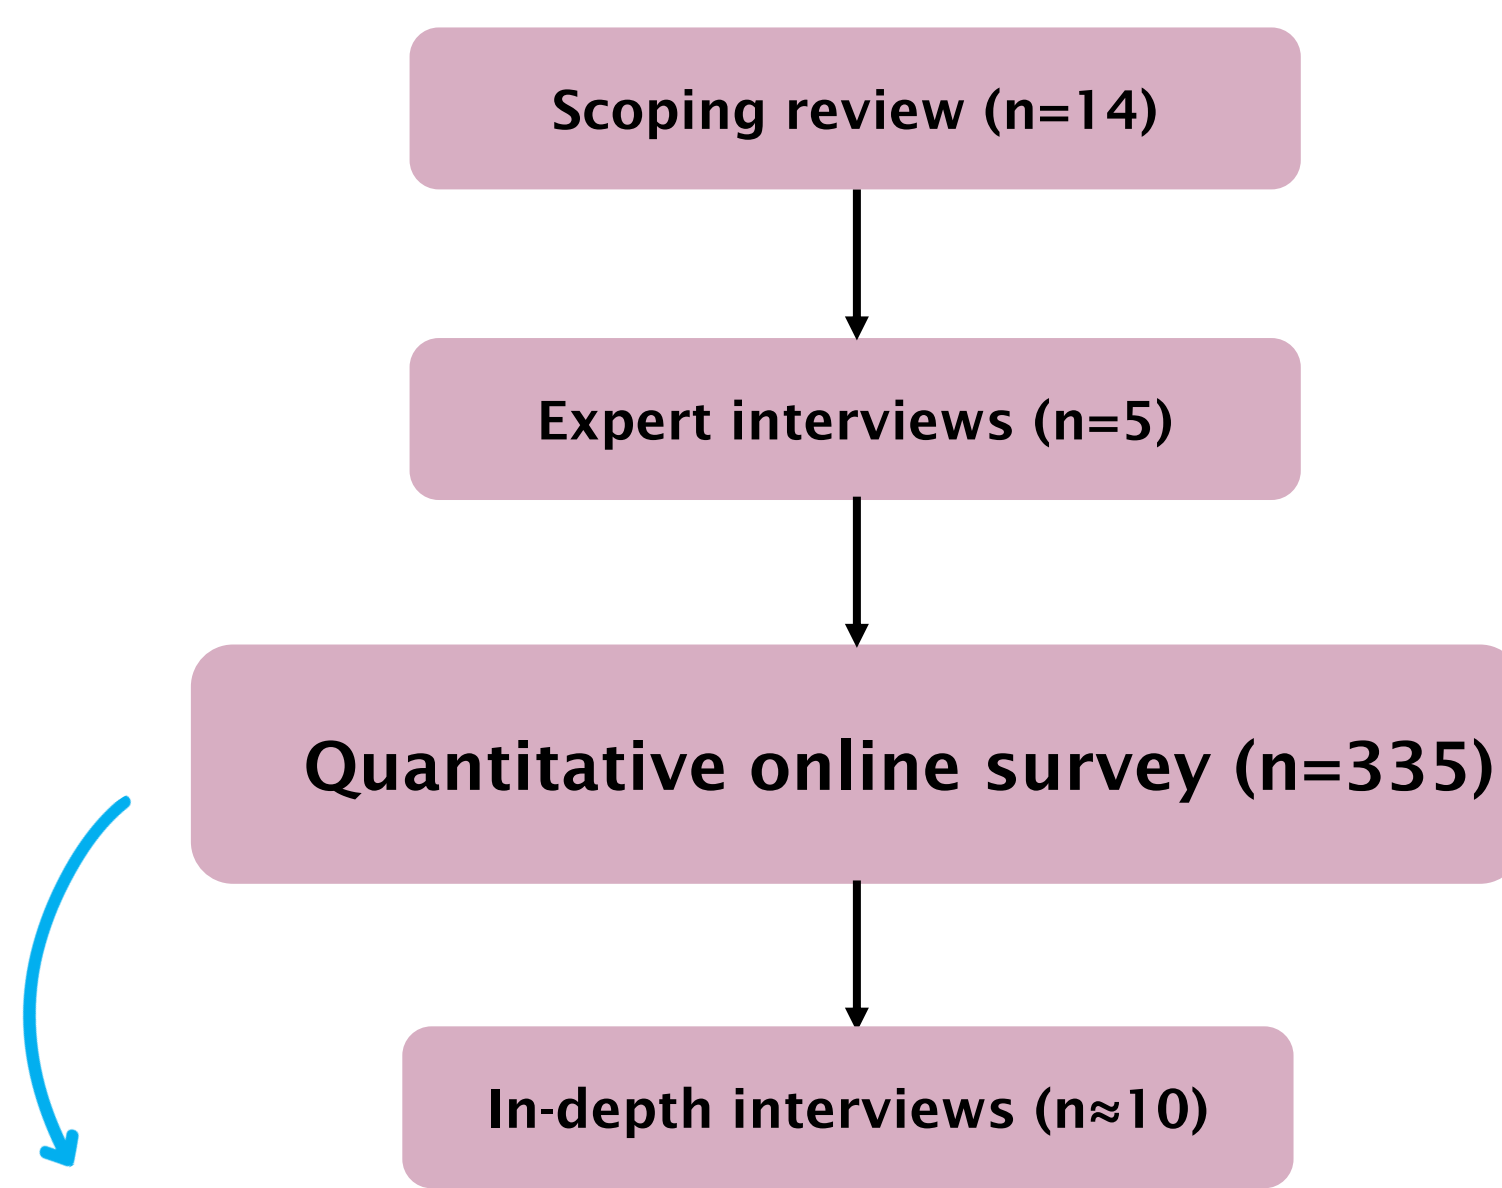 Scoping review (n=14)
Expert interviews (n=5)
Quantitative online survey (n=335)
In-depth interviews (n≈10)